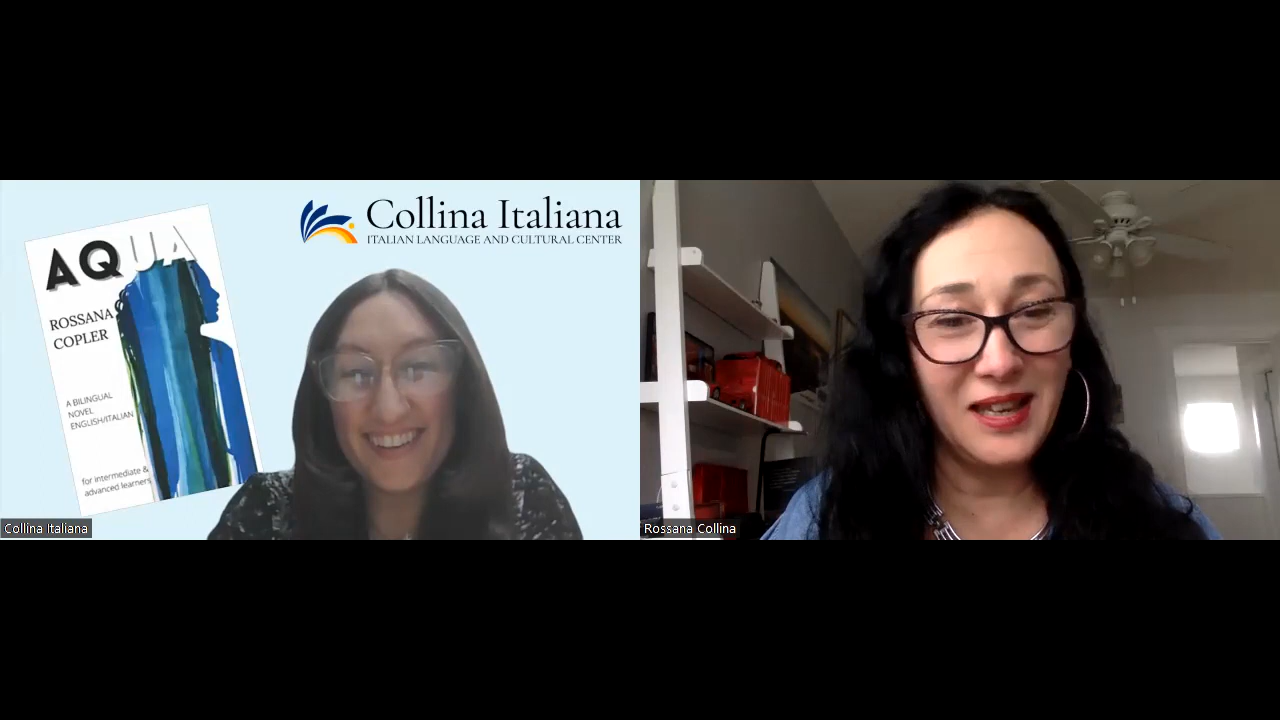 AQUA
ROSSANA
COPLER
A BILINGUAL
NOVEL
ENGLISH/ITALIAN
for intermediate &
advanced learners
Collina Italiana
ITALIAN LANGUAGE AND CULTURAL CENTER
Collina Italiana
Rossana Collina